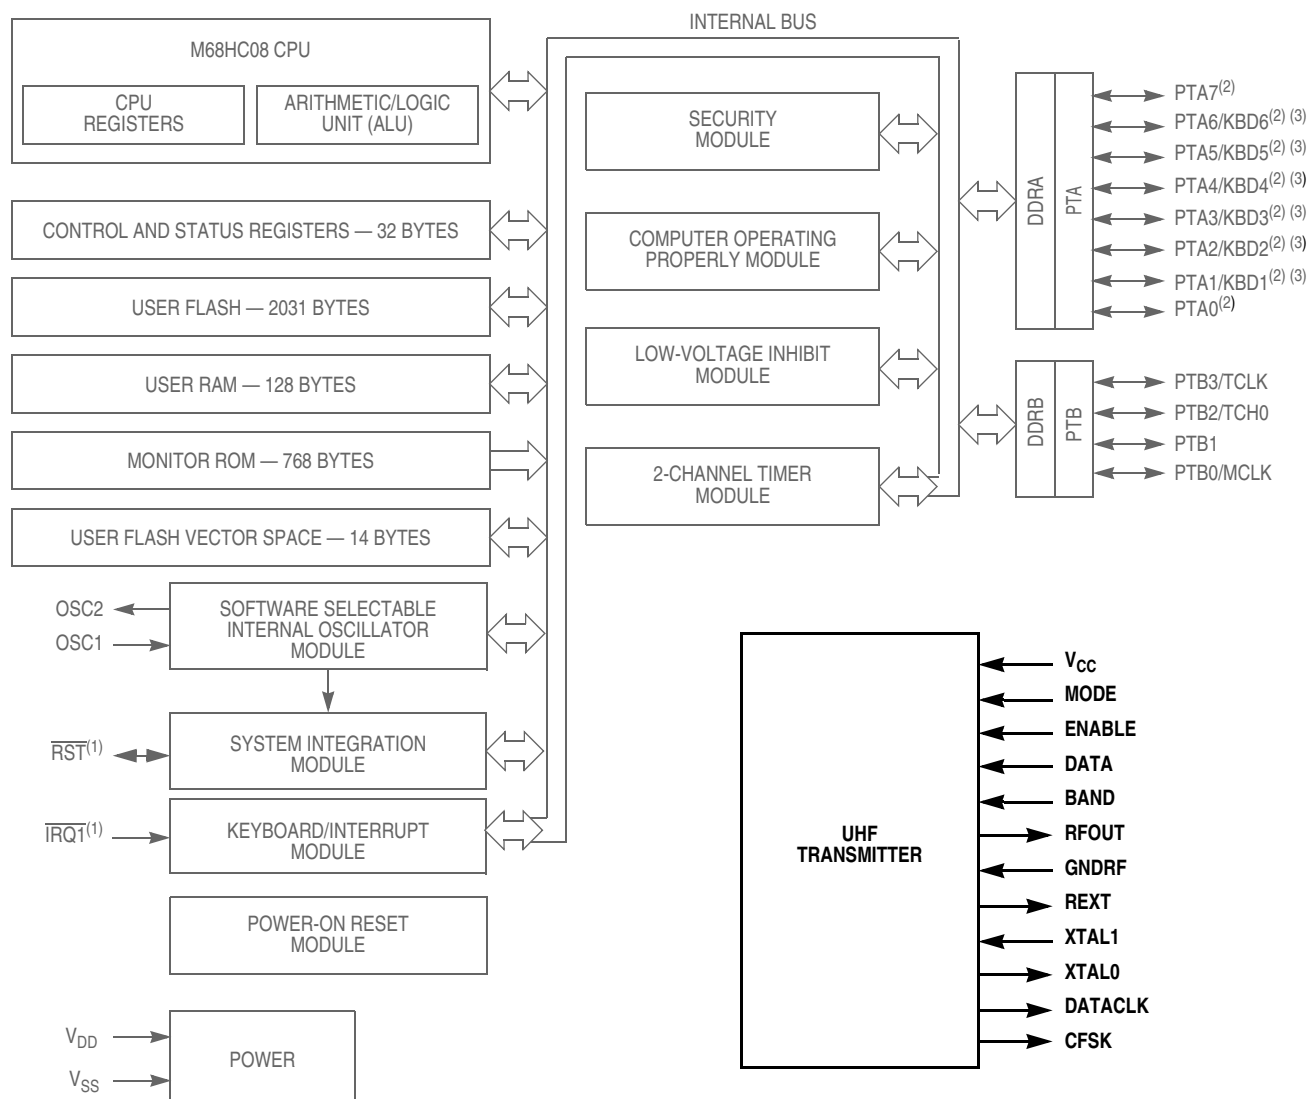 INTERNAL BUS
M68HC08 CPU
CPU
REGISTERS
ARITHMETIC/LOGIC
UNIT (ALU)
CONTROL AND STATUS REGISTERS — 32 BYTES
USER FLASH — 2031 BYTES
USER RAM — 128 BYTES
MONITOR ROM — 768 BYTES
USER FLASH VECTOR SPACE — 14 BYTES
OSC2
OSC1
SOFTWARE SELECTABLE
INTERNAL OSCILLATOR
MODULE
RST(1)
SYSTEM INTEGRATION
MODULE
IRQ1(1)
KEYBOARD/INTERRUPT
MODULE
POWER-ON RESET
MODULE
VDD
VSS
POWER
SECURITY
MODULE
COMPUTER OPERATING
PROPERLY MODULE
LOW-VOLTAGE INHIBIT
MODULE
2-CHANNEL TIMER
MODULE
DDRA
PTA
PTA7(2)
PTA6/KBD6(2) (3)
PTA5/KBD5(2) (3)
PTA4/KBD4(2) (3)
PTA3/KBD3(2) (3)
PTA2/KBD2(2) (3)
PTA1/KBD1(2) (3)
PTA0(2)
DDRB
PTB
PTB3/TCLK
PTB2/TCH0
PTB1
PTB0/MCLK
UHF
TRANSMITTER
VCC
MODE
ENABLE
DATA
BAND
RFOUT
GNDRF
REXT
XTAL1
XTAL0
DATACLK
CFSK